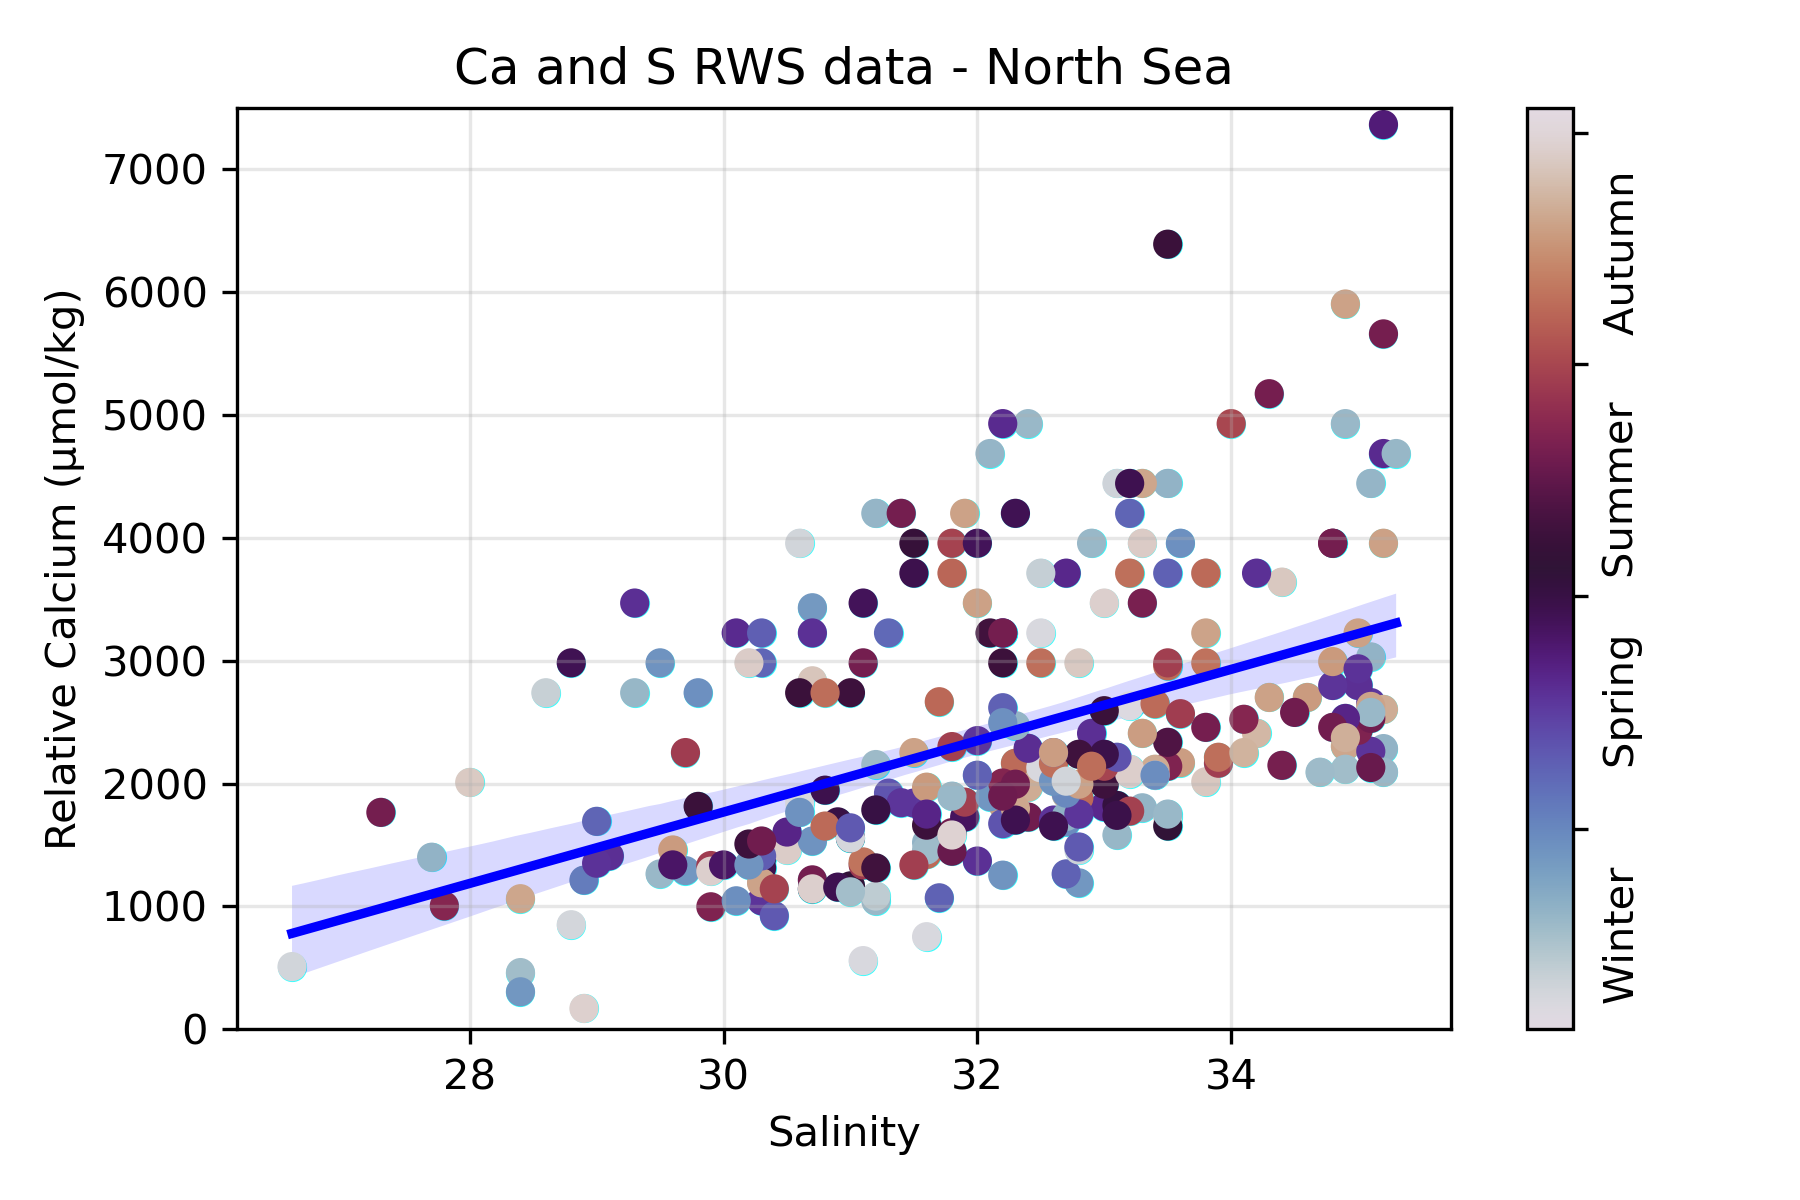 Ca and S RWS data - North Sea
Relative Calcium (µmol/kg)
7000
6000
5000
4000
3000
2000
1000
0
28 30 32 34
Salinity
Autumn
Summer
Spring
Winter